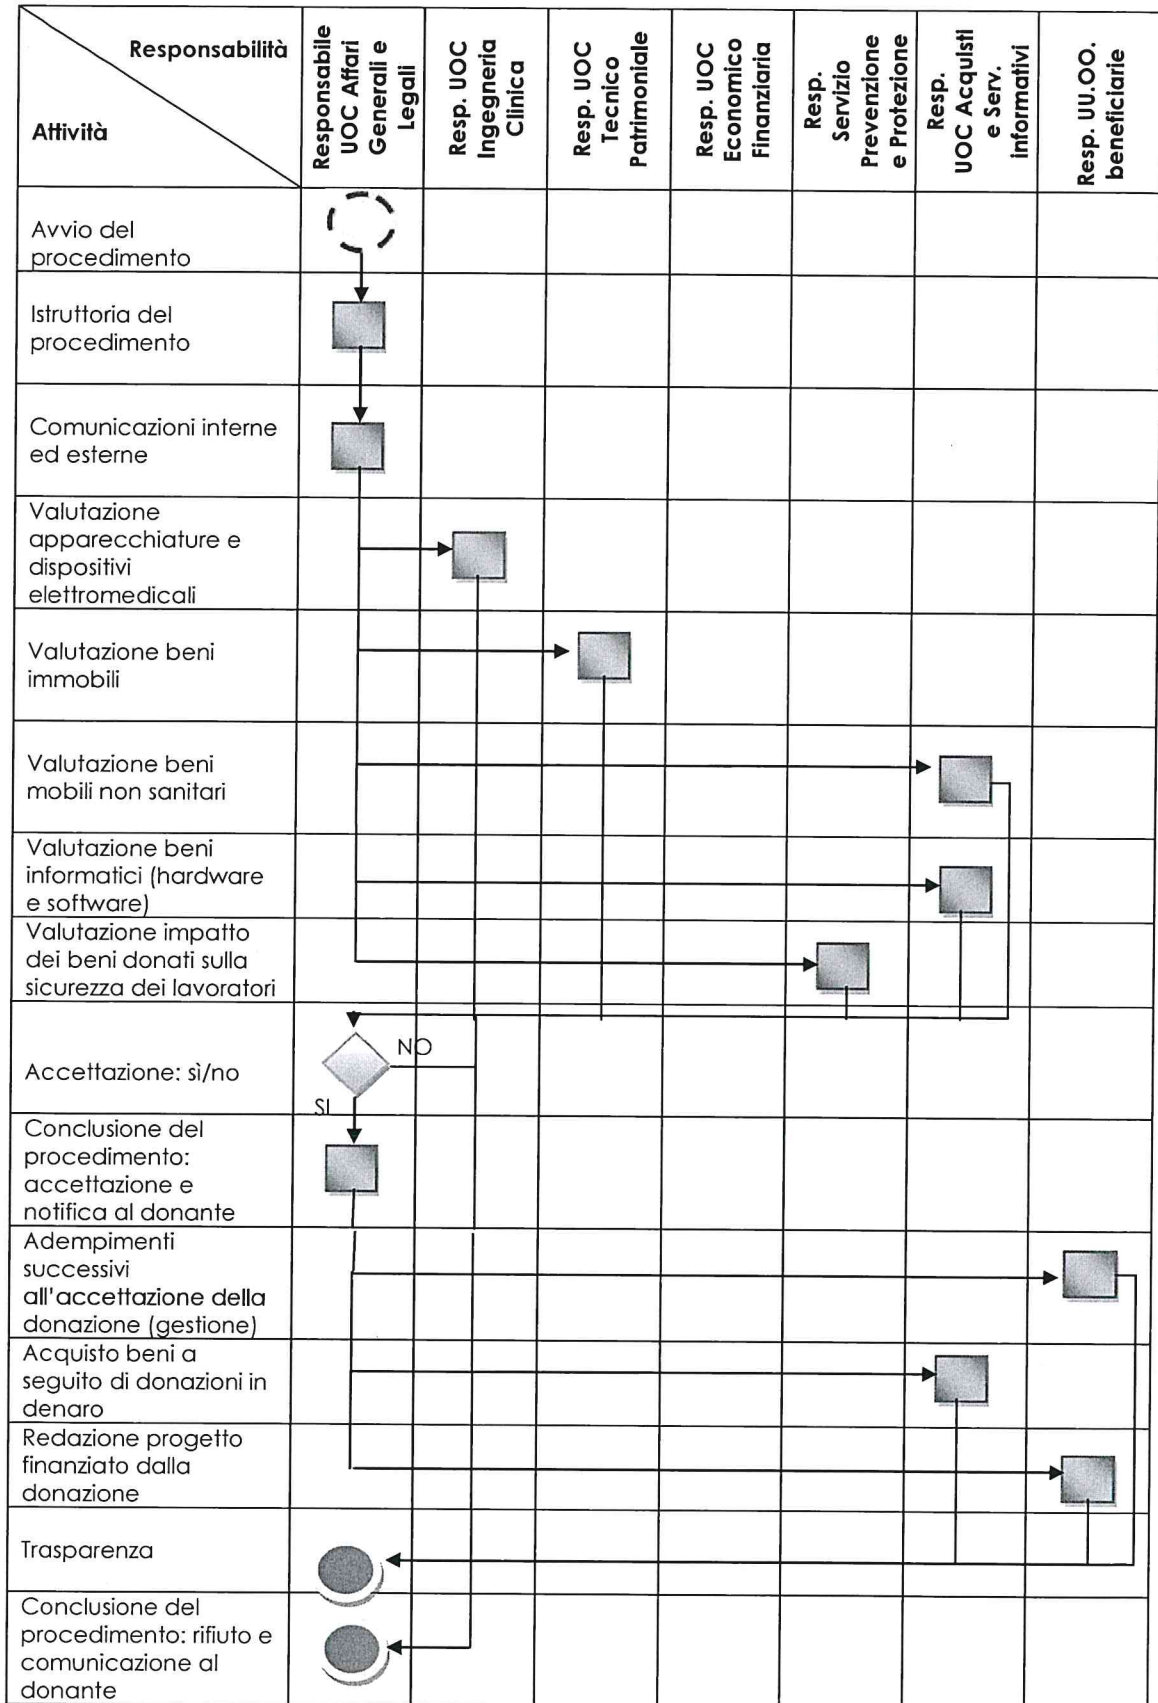 Responsabilità
Attività
Responsabile
UOC Affari
Generali e
Legali
Resp. UOC
Ingegneria
Clinica
Resp. UOC
Tecnico
Patrimoniale
Resp. UOC
Economico
Finanziaria
Resp.
Servizio
Prevenzione
e Protezione
Resp.
UOC Acquisti
e Serv.
informativi
Resp. UU.OO.
beneficiarie
Avvio del
procedimento
Istruttoria del
procedimento
Comunicazioni interne
ed esterne
Valutazione
apparecchiature e
dispositivi
elettromedicali
Valutazione beni
immobili
Valutazione beni
mobili non sanitari
Valutazione beni
informatici (hardware
e software)
Valutazione impatto
dei beni donati sulla
sicurezza dei lavoratori
Accettazione: sì/no
NO
SI
Conclusione del
procedimento:
accettazione e
notifica al donante
Adempimenti
successivi
all'accettazione della
donazione (gestione)
Acquisto beni a
seguito di donazioni in
denaro
Redazione progetto
finanziato dalla
donazione
Trasparenza
Conclusione del
procedimento: rifiuto e
comunicazione al
donante